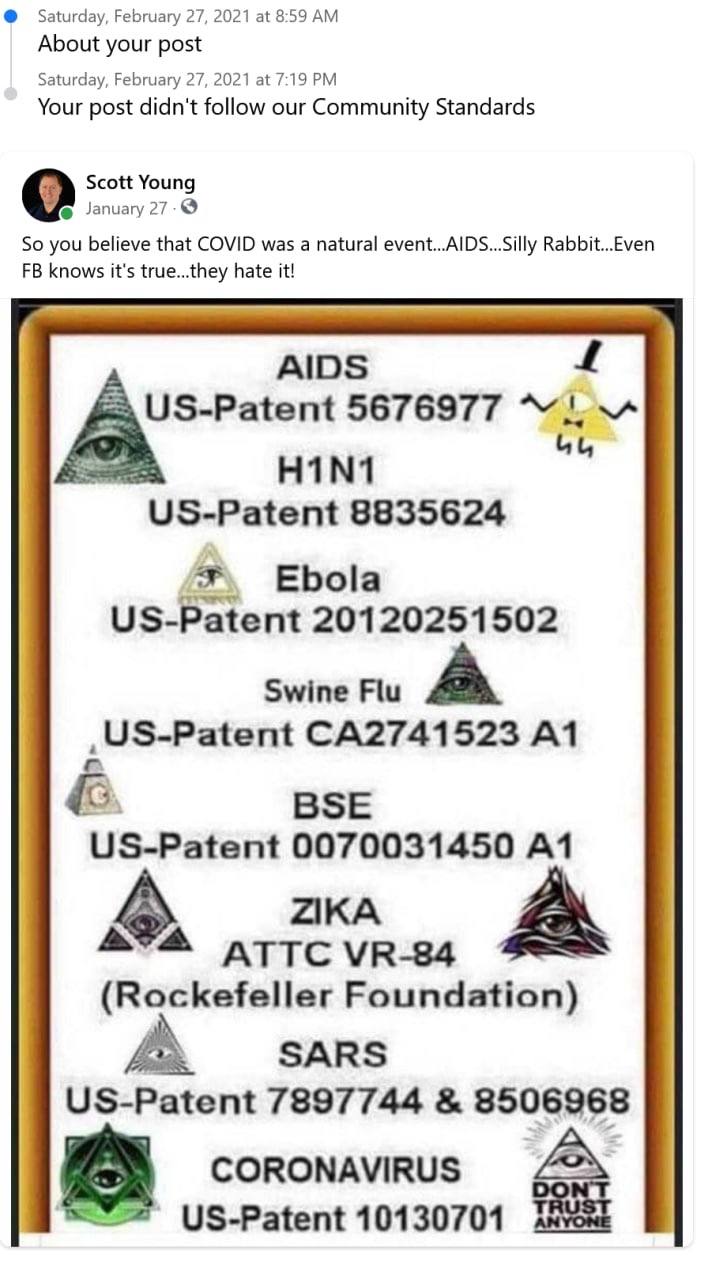 Saturday, February 27, 2021 at 8:59 AM
About your post
Saturday, February 27, 2021 at 7:19 PM
Your post didn't follow our Community Standards
Scott Young
January 27 ·
So you believe that COVID was a natural event...AIDS...Silly Rabbit...Even
FB knows it's true...they hate it!
AIDS
US-Patent 5676977
H1N1
US-Patent 8835624
Ebola
US-Patent 20120251502
Swine Flu
US-Patent CA2741523 A1
BSE
US-Patent 0070031450 A1
ZIKA
ATTC VR-84
(Rockefeller Foundation)
SARS
US-Patent 7897744 & 8506968
CORONAVIRUS
US-Patent 10130701
DON'T
TRUST
ANYONE